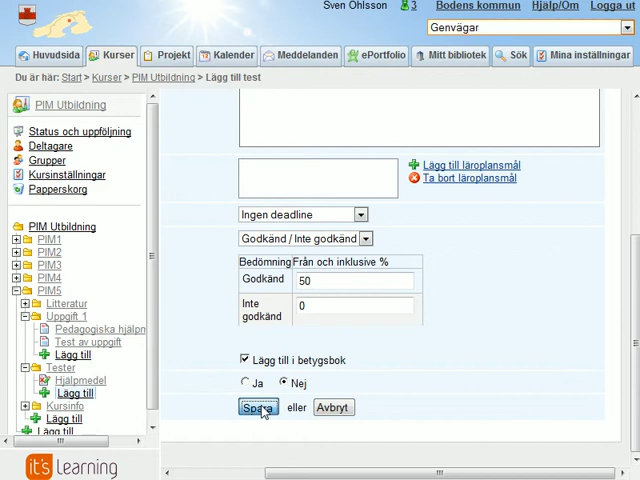 Sven Ohlsson 3 Bodens kommun Hjälp/Om Logga ut
Genvägar
Huvudsida Kurser Projekt Kalender Meddelanden ePortfolio Mitt bibliotek Sök Mina inställningar
Du är här: Start > Kurser > PIM Utbildning > Lägg till test
PIM Utbildning
Status och uppföljning
Deltagare
Grupper
Kursinställningar
Papperskorg
PIM Utbildning
PIM1
PIM2
PIM3
PIM4
PIM5
Litteratur
Uppgift 1
Pedagogiska hjälpm
Test av uppgift
Lägg till
Tester
Hjälpmedel
Lägg till
Kursinfo
Lägg till
Lägg till
it's learning
Lägg till läroplansmål
Ta bort läroplansmål
Ingen deadline
Godkänd / Inte godkänd
Bedömning Från och inklusive %
Godkänd 50
Inte godkänd 0
Lägg till i betygsbok
Ja Nej
Spara eller Avbryt